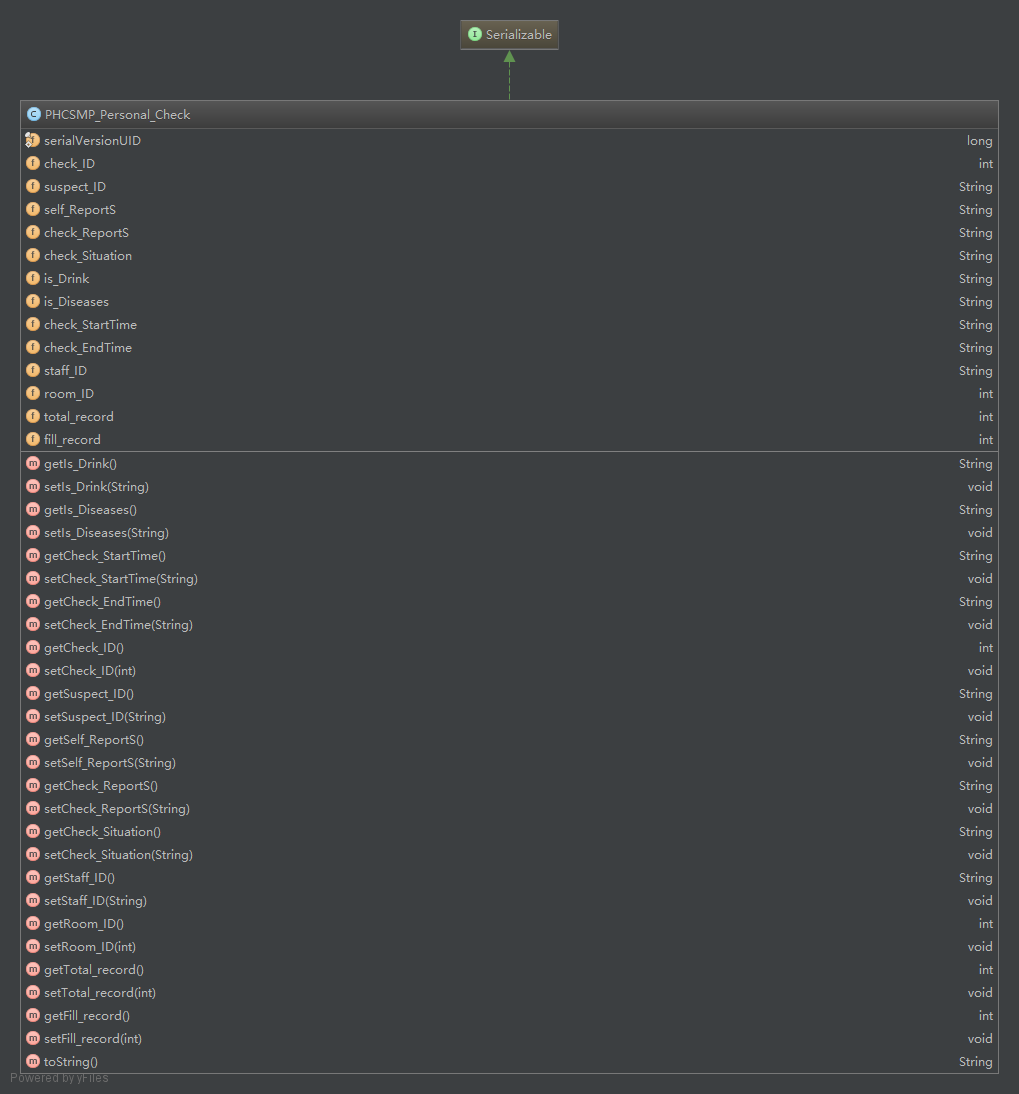 Serializable
PHCSMP_Personal_Check
serialVersionUID long
check_ID int
suspect_ID String
self_ReportS String
check_ReportS String
check_Situation String
is_Drink String
is_Diseases String
check_StartTime String
check_EndTime String
staff_ID String
room_ID int
total_record int
fill_record int
getIs_Drink() String
setIs_Drink(String) void
getIs_Diseases() String
setIs_Diseases(String) void
getCheck_StartTime() String
setCheck_StartTime(String) void
getCheck_EndTime() String
setCheck_EndTime(String) void
getCheck_ID() int
setCheck_ID(int) void
getSuspect_ID() String
setSuspect_ID(String) void
getSelf_ReportS() String
setSelf_ReportS(String) void
getCheck_ReportS() String
setCheck_ReportS(String) void
getCheck_Situation() String
setCheck_Situation(String) void
getStaff_ID() String
setStaff_ID(String) void
getRoom_ID() int
setRoom_ID(int) void
getTotal_record() int
setTotal_record(int) void
getFill_record() int
setFill_record(int) void
toString() String
Powered by yFiles